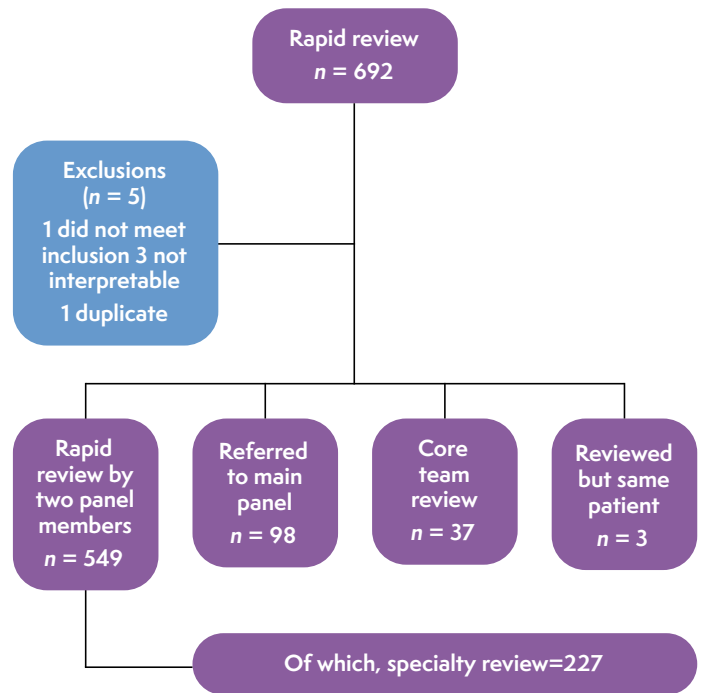 Rapid review
n = 692
Exclusions
(n = 5)
1 did not meet
inclusion 3 not
interpretable
1 duplicate
Rapid
review by
two panel
members
n = 549
Referred
to main
panel
n = 98
Core
team
review
n = 37
Reviewed
but same
patient
n = 3
Of which, specialty review=227